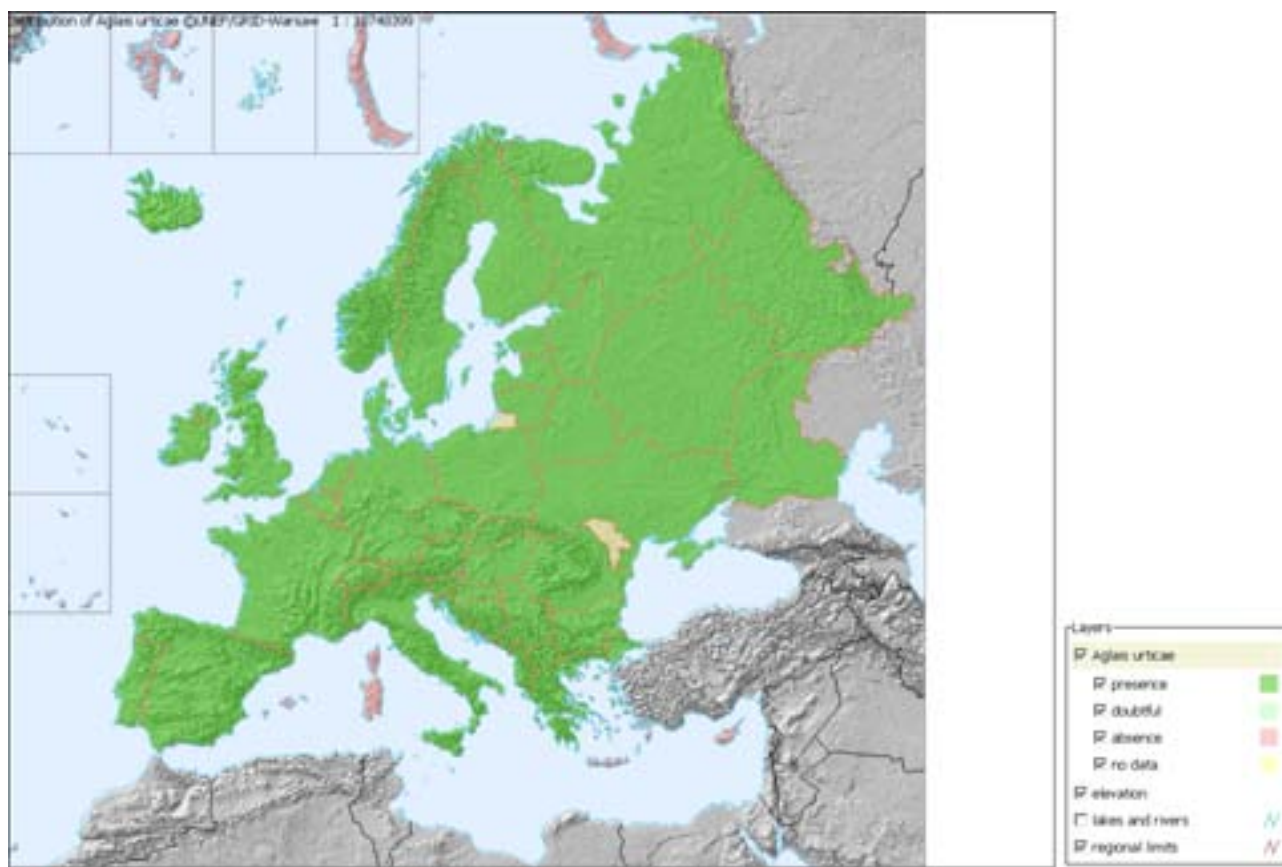 of Aglais urticae @UNEP/GRID-Warsaw 1 :
Layers
Aglais urticae
presence
doubtful
absence
no data
elevation
lakes and rivers
regional limits